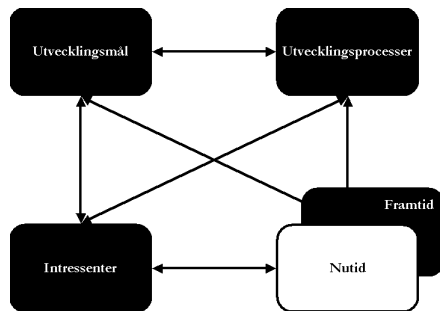 Utvecklingsmål
Utvecklingsprocesser
Framtid
Intressenter
Nutid